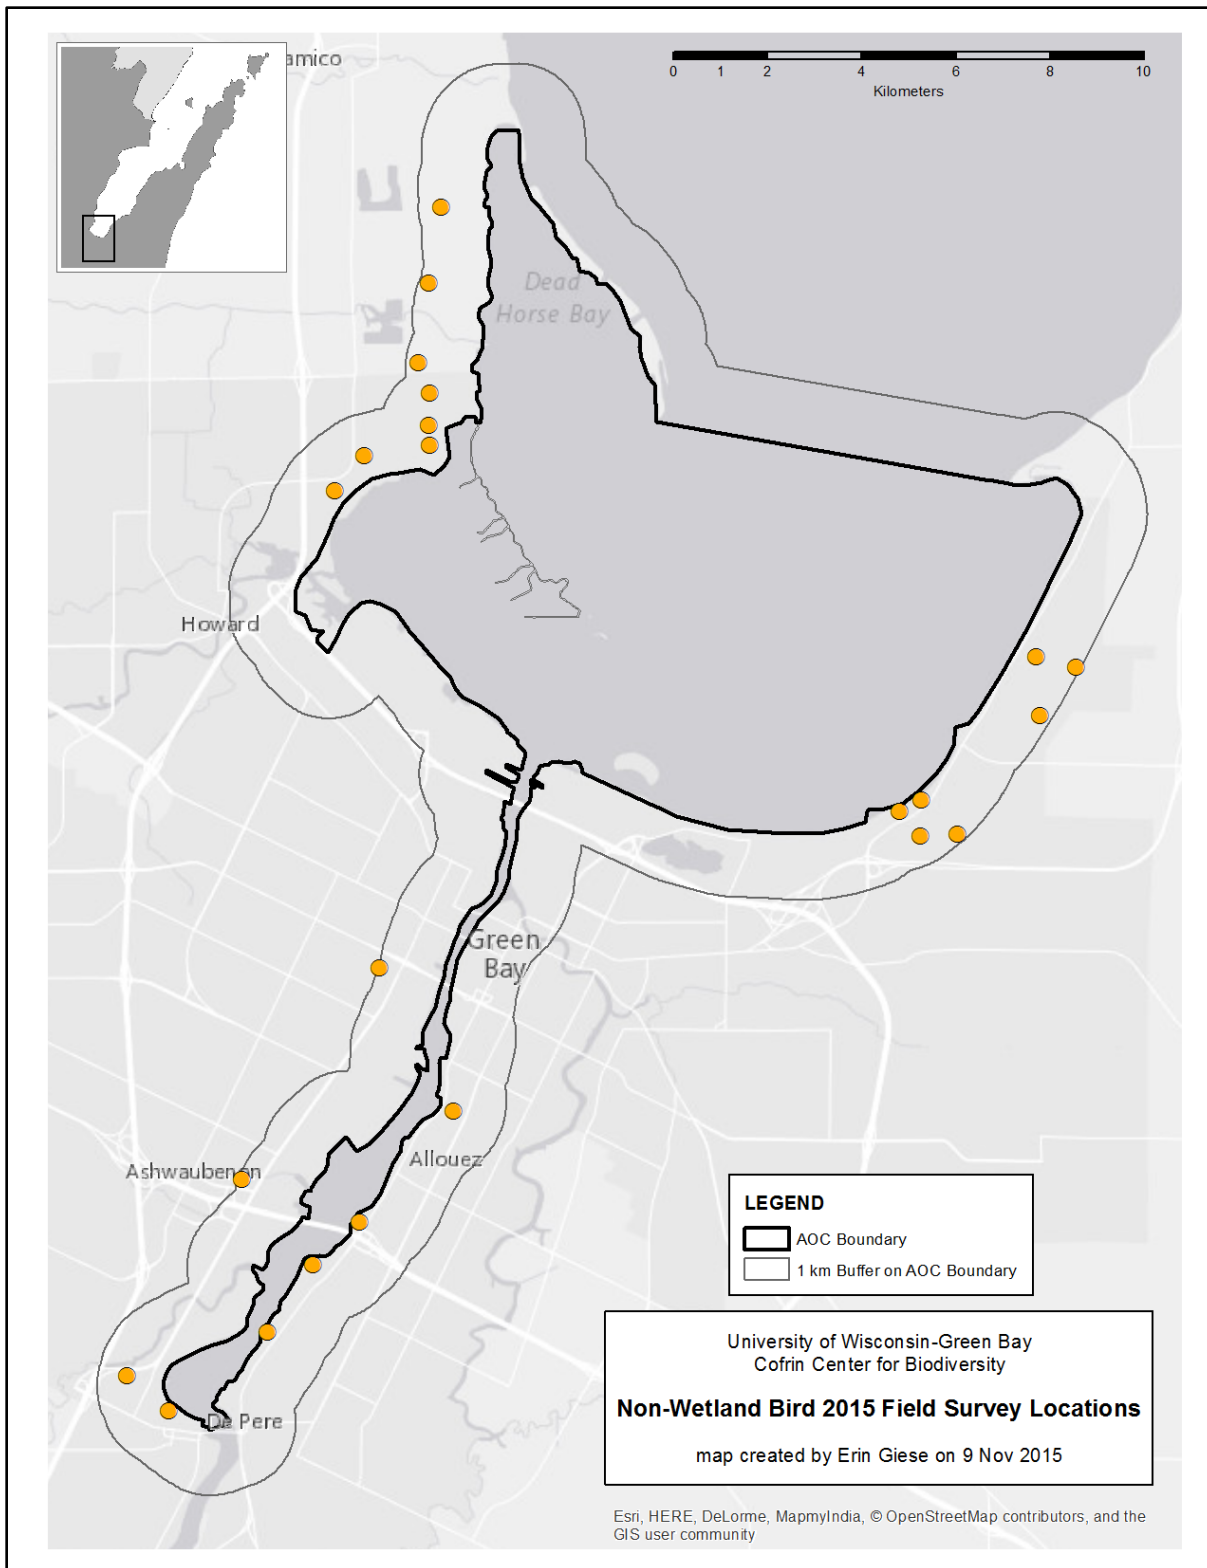 amico
0 1 2 4 6 8 10
Kilometers
Dead
Horse Bay
Howard
Green
Bay
Allouez
Ashwaubenon
De Pere
LEGEND
AOC Boundary
1 km Buffer on AOC Boundary
University of Wisconsin-Green Bay
Cofrin Center for Biodiversity
Non-Wetland Bird 2015 Field Survey Locations
map created by Erin Giese on 9 Nov 2015
Esri, HERE, DeLorme, MapmyIndia, © OpenStreetMap contributors, and the
GIS user community